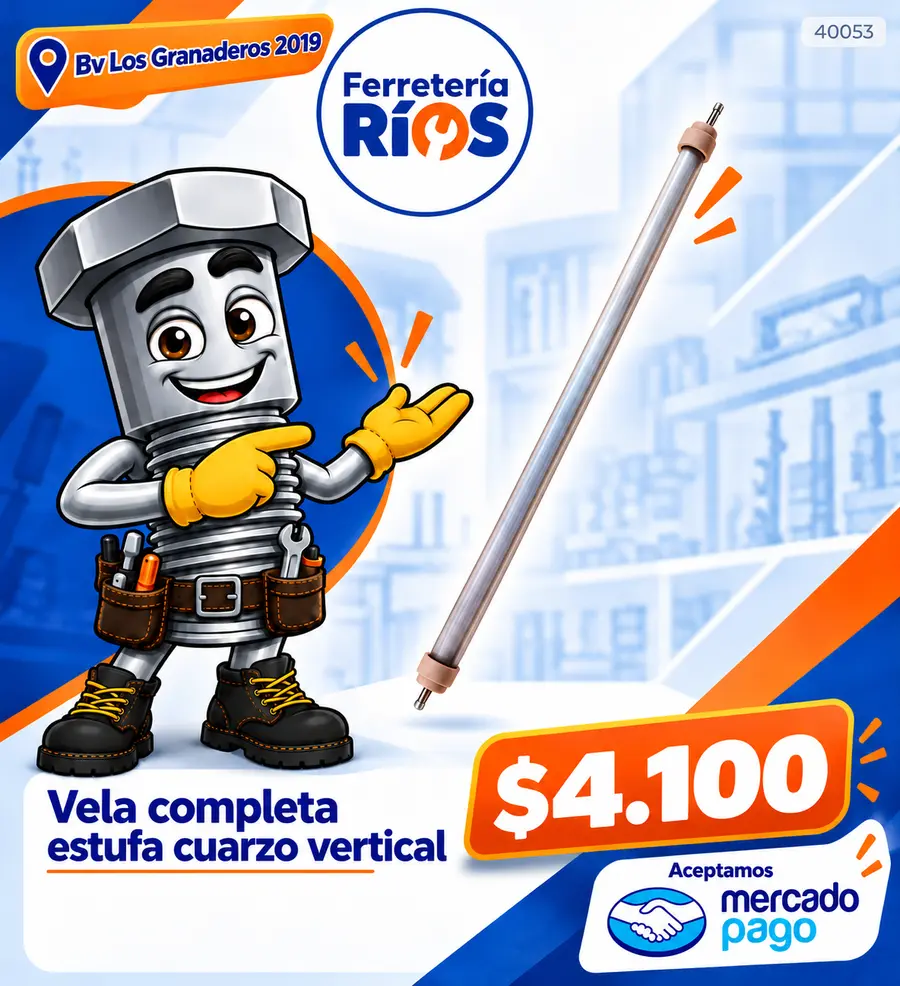 Bv Los Granaderos 2019
Ferretería
Ríos
40053
Vela completa
estufa cuarzo vertical
$4.100
Aceptamos
mercado
pago